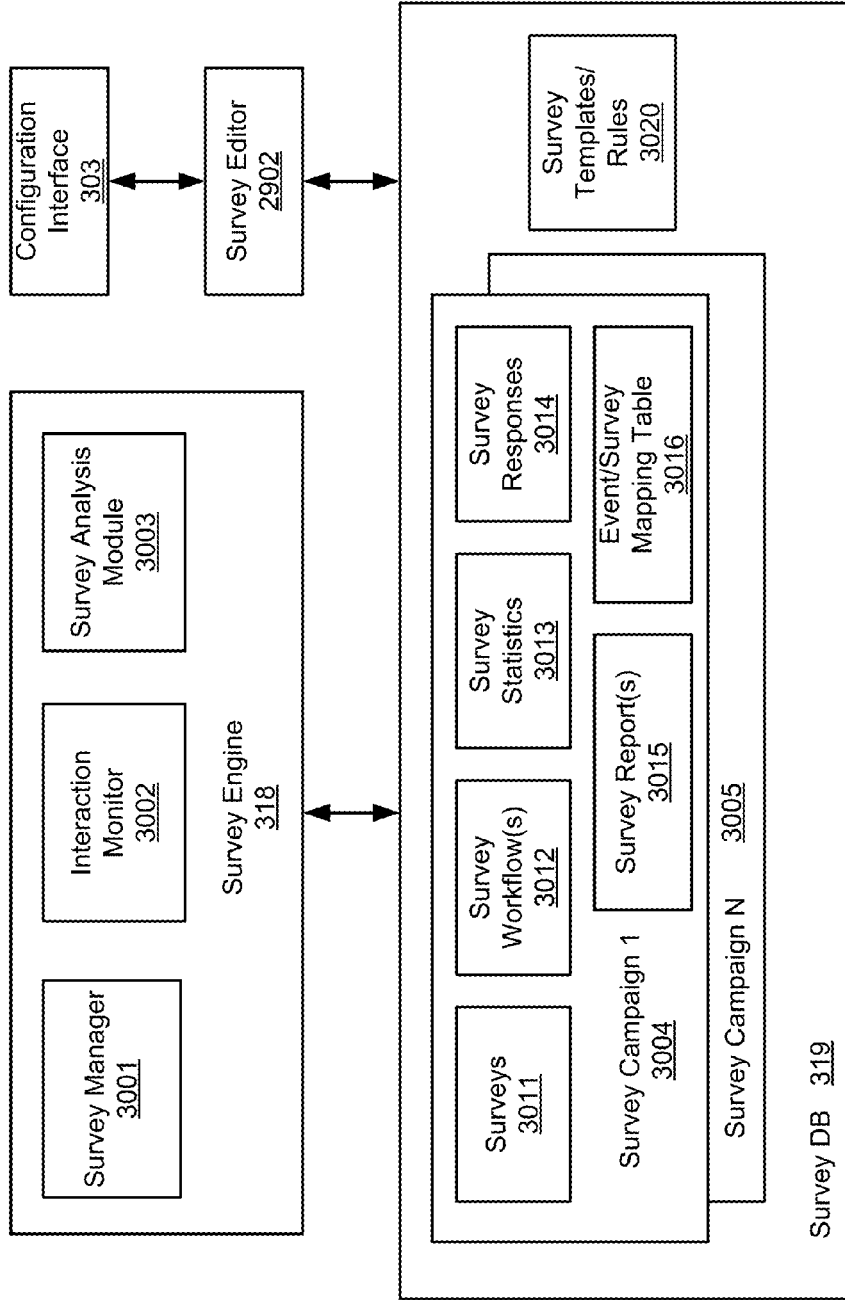 Survey Manager
3001
Interaction
Monitor
3002
Survey Analysis
Module
3003
Survey Engine
318
Configuration
Interface
303
Survey Editor
2902
Surveys
3011
Survey
Workflow(s)
3012
Survey
Statistics
3013
Survey
Responses
3014
Survey Report(s)
3015
Event/Survey
Mapping Table
3016
Survey Campaign 1
3004
Survey Campaign N 3005
Survey
Templates/
Rules
3020
Survey DB 319